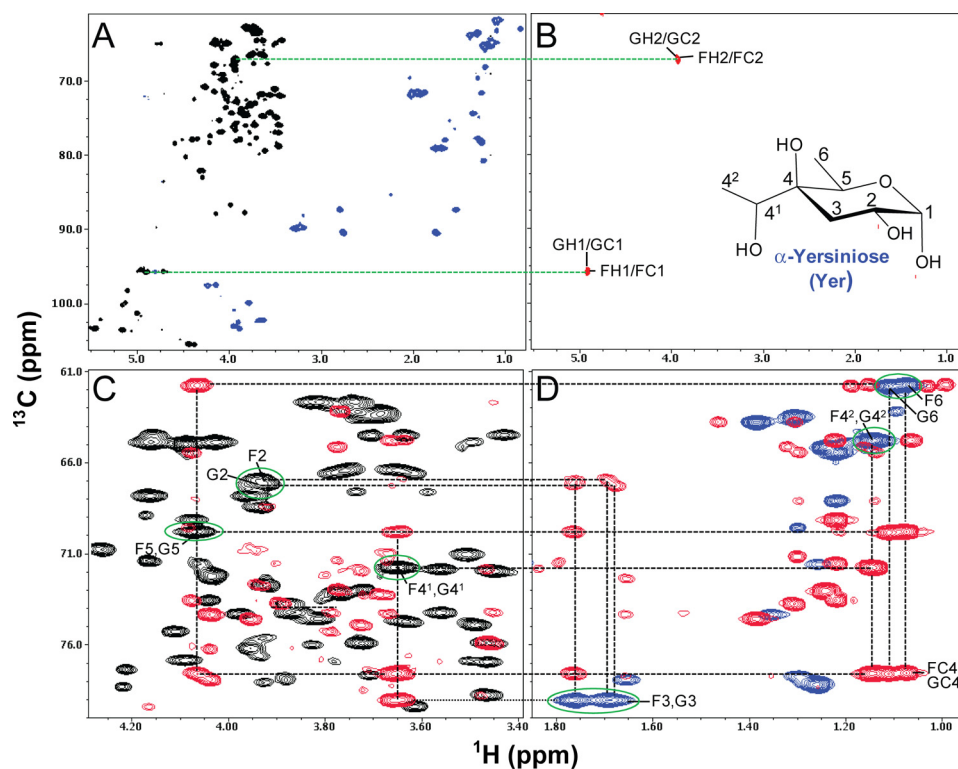 A
B
GH2/GC2
FH2/FC2
70.0
80.0
90.0
100.0
5.0
4.0
3.0
2.0
1.0
GH1/GC1
FH1/FC1
HO
6
4²
4
5
O
4¹
3
2
1
HO
OH
OH
α-Yersiniose
(Yer)
5.0
4.0
3.0
2.0
1.0
¹³C (ppm)
C
D
61.0
66.0
71.0
76.0
F2
G2
F5,G5
F4¹,G4¹
4.20
4.00
3.80
3.60
3.40
F4²,G4²
F6
G6
FC4
GC4
F3,G3
1.80
1.60
1.40
1.20
1.00
¹H (ppm)